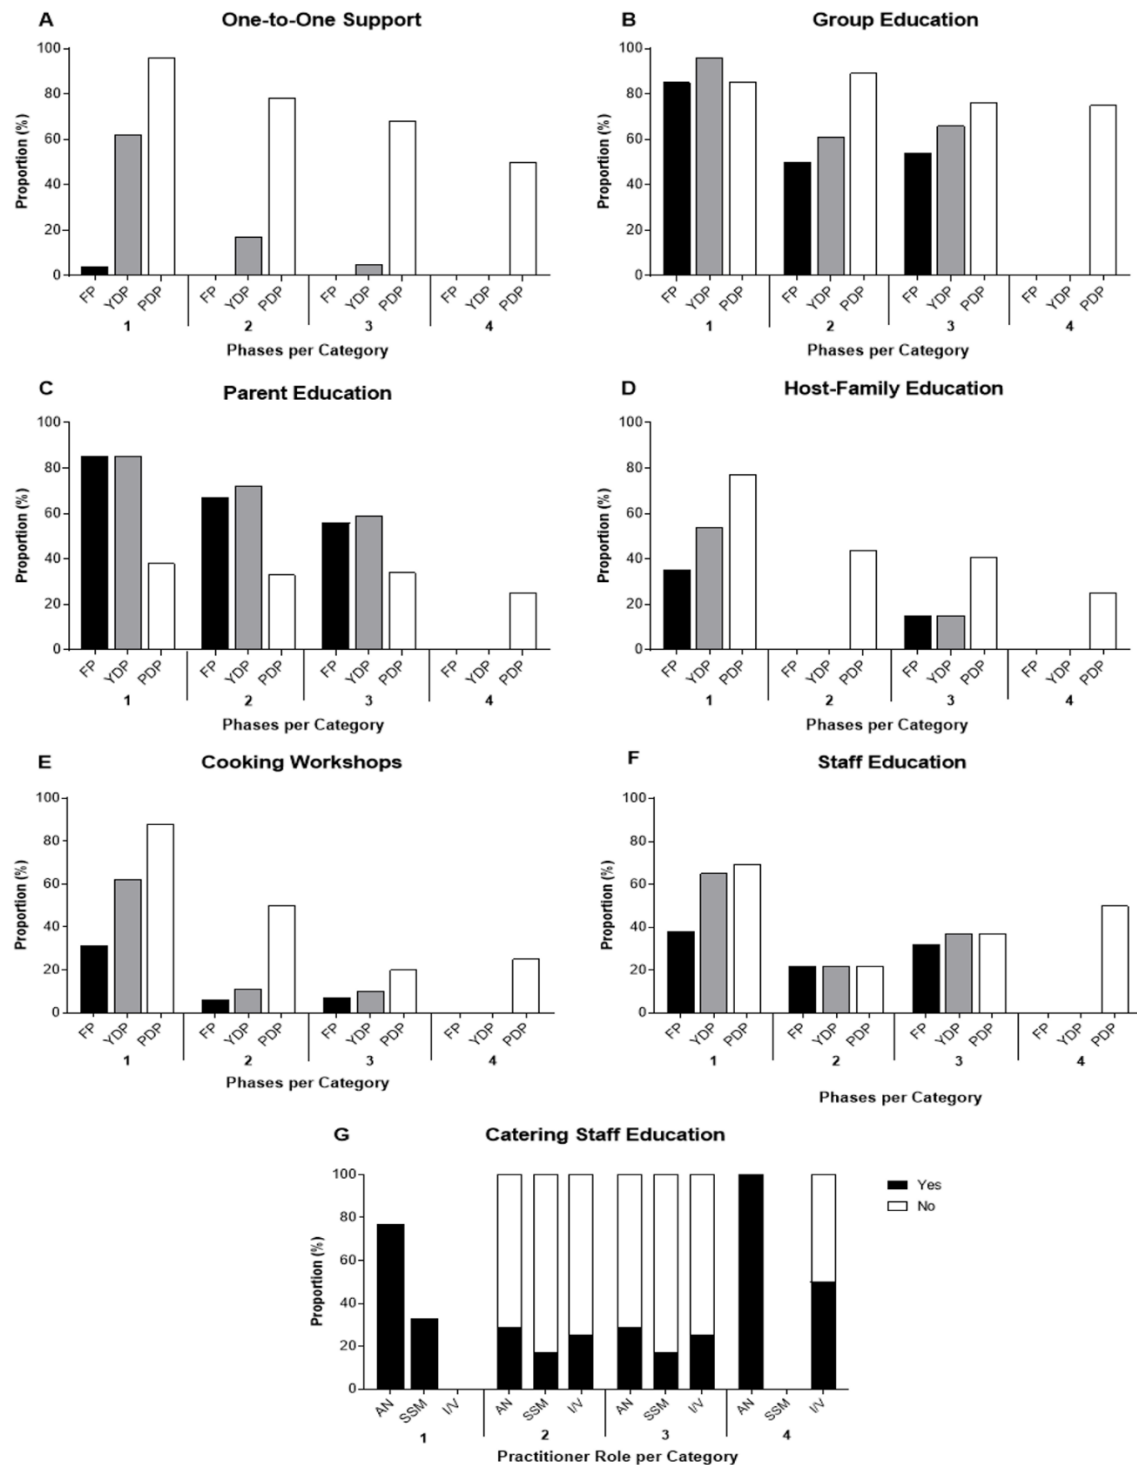 A One-to-One Support
100
80
60
40
20
0
Proportion (%)
FP YDP PDP FP YDP PDP FP YDP PDP FP YDP PDP
1 2 3 4
Phases per Category
B Group Education
100
80
60
40
20
0
Proportion (%)
FP YDP PDP FP YDP PDP FP YDP PDP FP YDP PDP
1 2 3 4
Phases per Category
C Parent Education
100
80
60
40
20
0
Proportion (%)
FP YDP PDP FP YDP PDP FP YDP PDP FP YDP PDP
1 2 3 4
Phases per Category
D Host-Family Education
100
80
60
40
20
0
Proportion (%)
FP YDP PDP FP YDP PDP FP YDP PDP FP YDP PDP
1 2 3 4
Phases per Category
E Cooking Workshops
100
80
60
40
20
0
Proportion (%)
FP YDP PDP FP YDP PDP FP YDP PDP FP YDP PDP
1 2 3 4
Phases per Category
F Staff Education
100
80
60
40
20
0
Proportion (%)
FP YDP PDP FP YDP PDP FP YDP PDP FP YDP PDP
1 2 3 4
Phases per Category
G Catering Staff Education
100
80
60
40
20
0
Proportion (%)
AN SSM I/V AN SSM I/V AN SSM I/V AN SSM I/V
1 2 3 4
Practitioner Role per Category
Yes
No